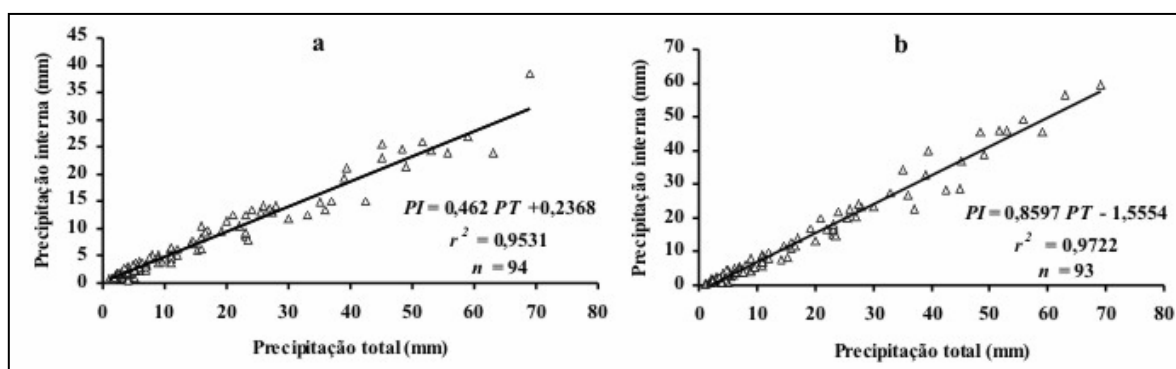 a
Precipitação interna (mm)
45
40
35
30
25
20
15
10
5
0
PI = 0,462 PT +0,2368
r² = 0,9531
n = 94
0 10 20 30 40 50 60 70 80
Precipitação total (mm)
b
Precipitação interna (mm)
70
60
50
40
30
20
10
0
PI = 0,8597 PT - 1,5554
r² = 0,9722
n = 93
0 10 20 30 40 50 60 70 80
Precipitação total (mm)